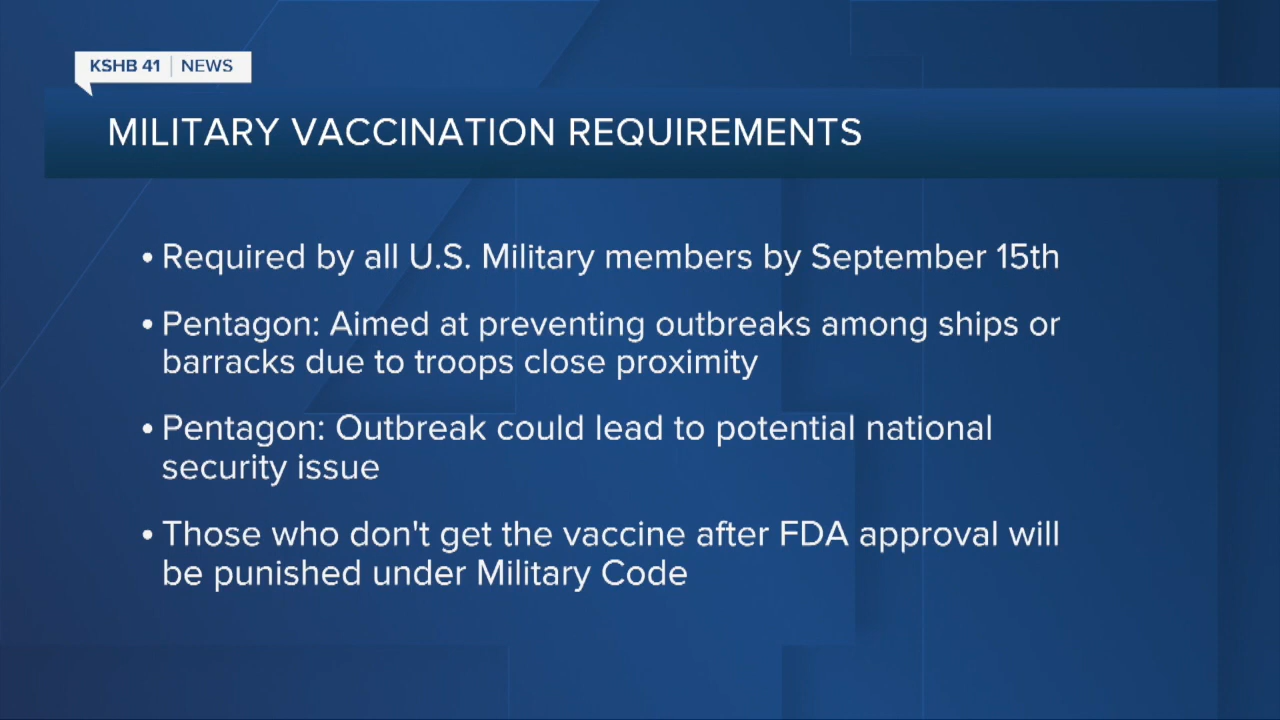 KSHB 41 | NEWS
MILITARY VACCINATION REQUIREMENTS
• Required by all U.S. Military members by September 15th
• Pentagon: Aimed at preventing outbreaks among ships or
barracks due to troops close proximity
• Pentagon: Outbreak could lead to potential national
security issue
• Those who don't get the vaccine after FDA approval will
be punished under Military Code